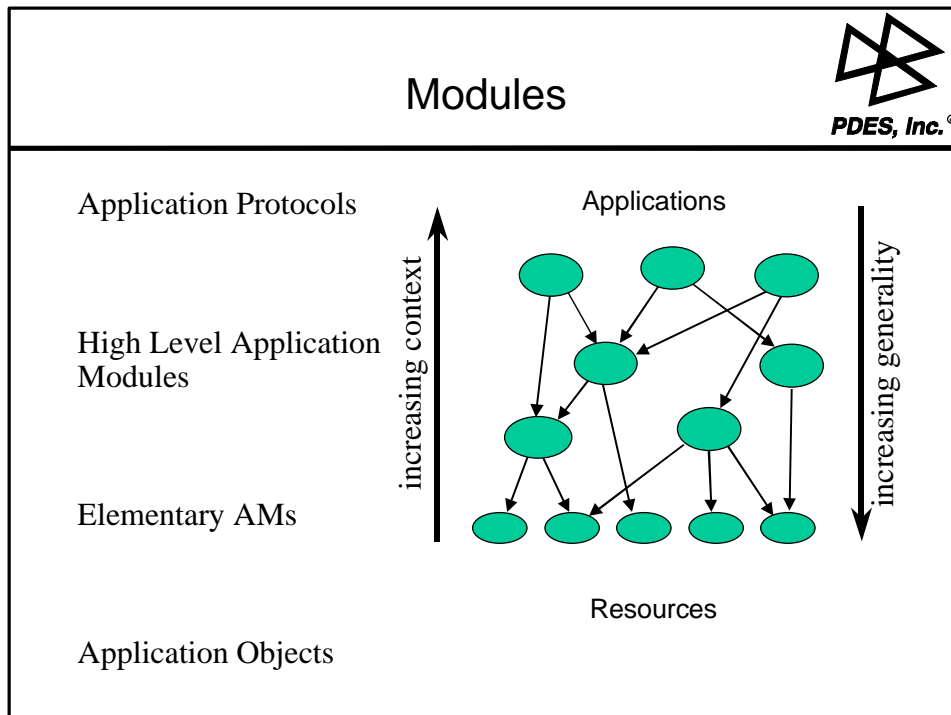 Modules
PDES, Inc.®
Application Protocols
Applications
increasing context
increasing generality
High Level Application
Modules
Elementary AMs
Resources
Application Objects